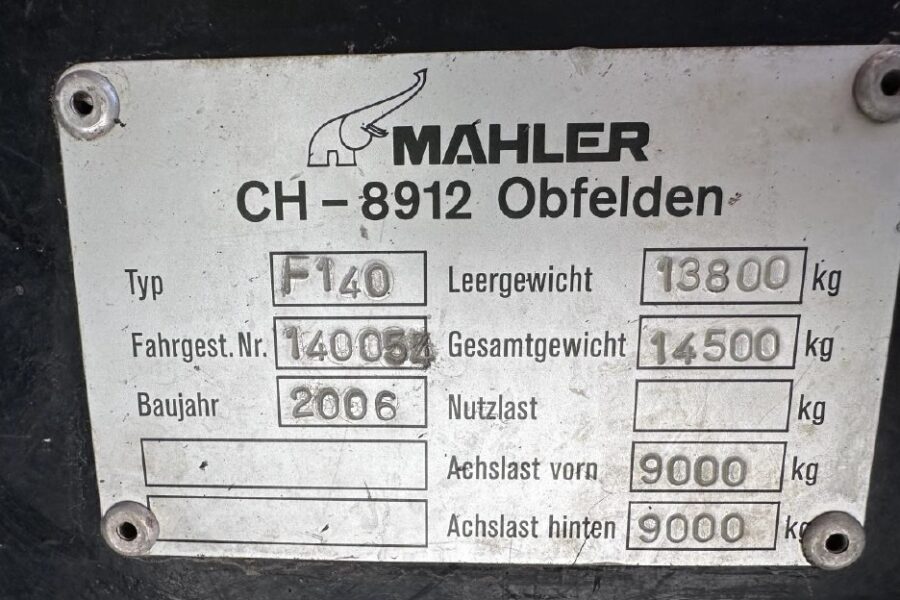 MAHLER
CH-8912 Obfelden
Typ F140 Leergewicht 13800 kg
Fahrgest. Nr. Gesamtgewicht 14500 kg
Baujahr 2006 Nutzlast kg
Achslast vorn 9000 kg
Achslast hinten 9000 kg